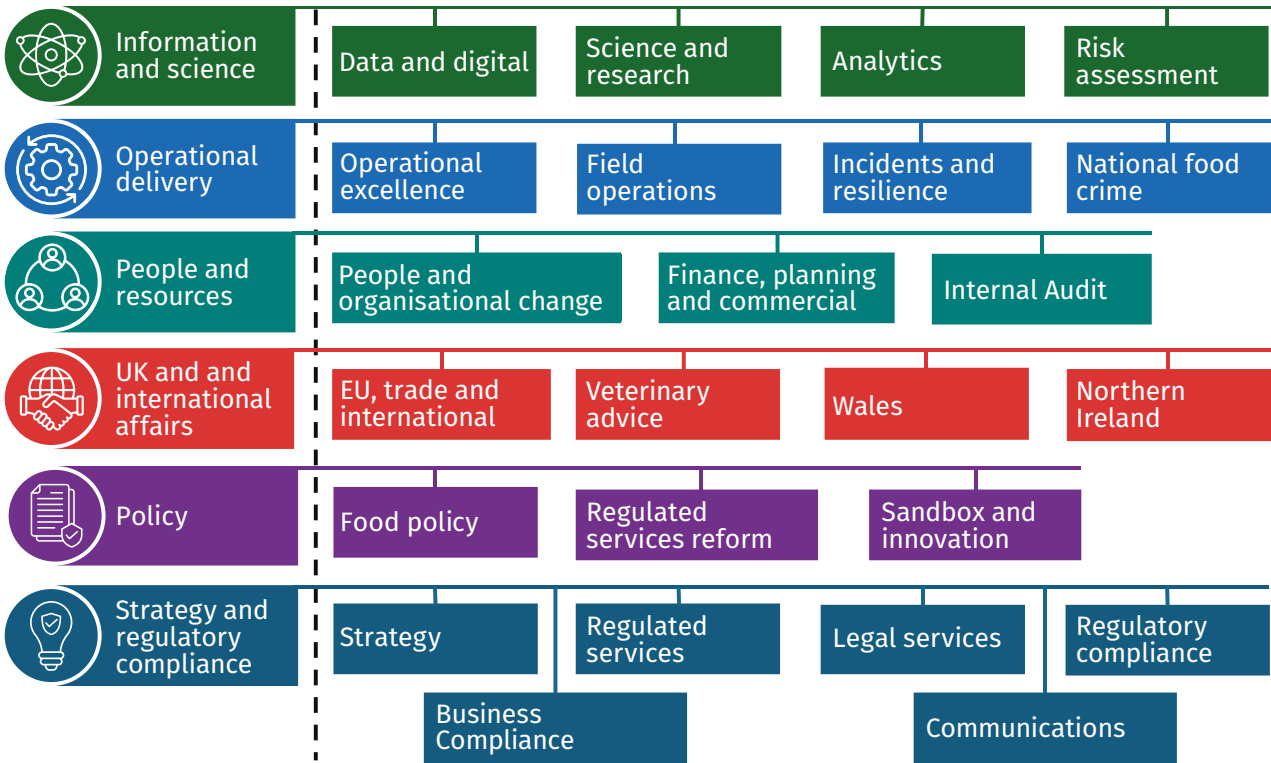 Information
and science
Data and digital
Science and
research
Analytics
Risk
assessment
Operational
delivery
Operational
excellence
Field
operations
Incidents and
resilience
National food
crime
People and
resources
People and
organisational change
Finance, planning
and commercial
Internal Audit
UK and and
international
affairs
EU, trade and
international
Veterinary
advice
Wales
Northern
Ireland
Policy
Food policy
Regulated
services reform
Sandbox and
innovation
Strategy and
regulatory
compliance
Strategy
Regulated
services
Legal services
Regulatory
compliance
Business
Compliance
Communications